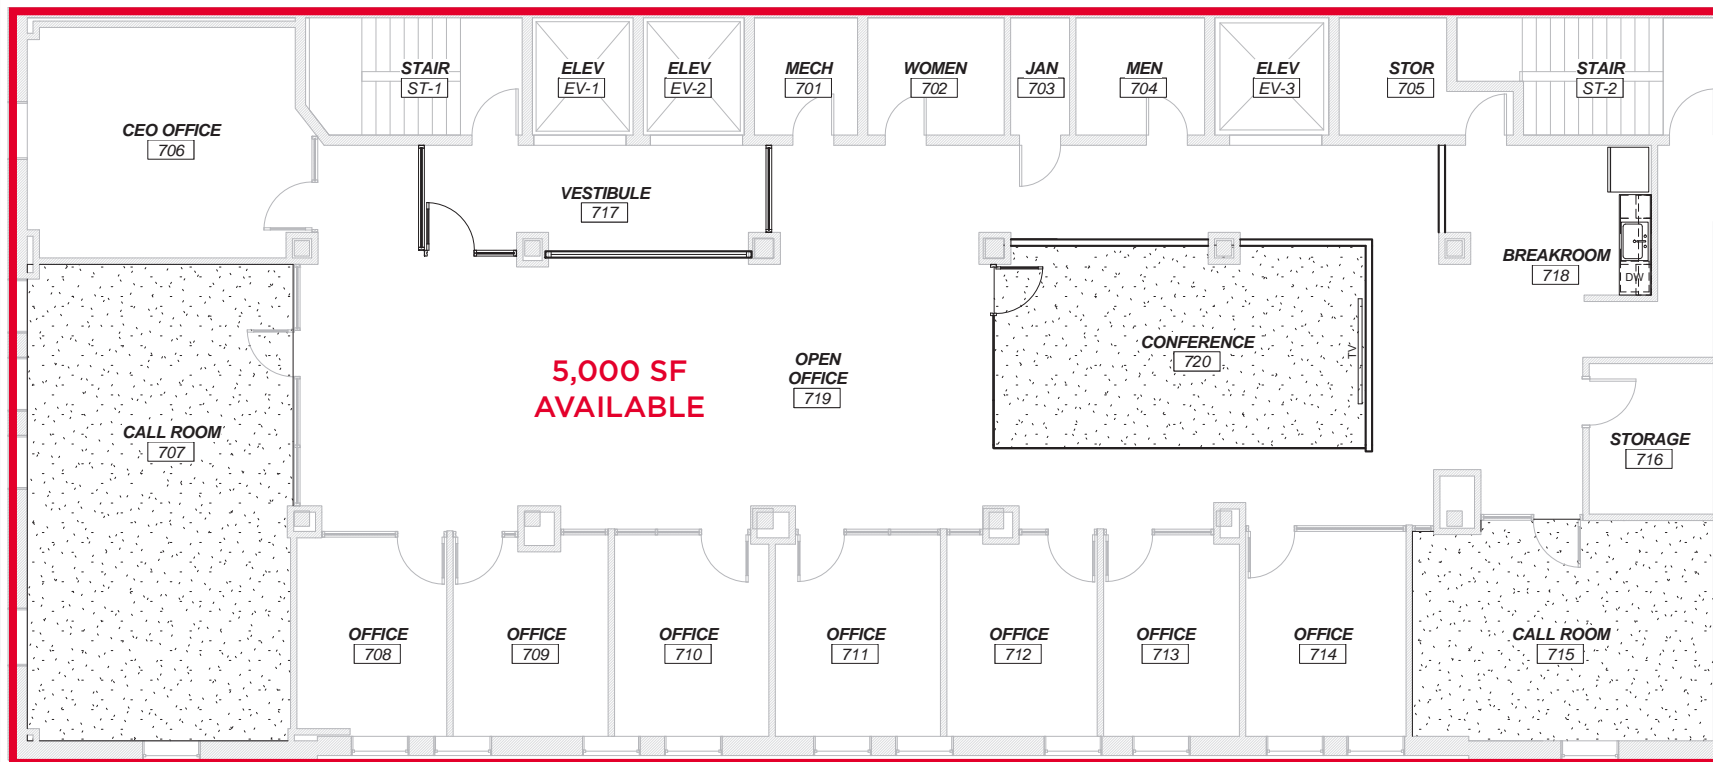 STAIR
ST-1
ELEV
EV-1
ELEV
EV-2
MECH
701
WOMEN
702
JAN
703
MEN
704
ELEV
EV-3
STOR
705
STAIR
ST-2
CEO OFFICE
706
VESTIBULE
717
BREAKROOM
718
DW
CONFERENCE
720
TV
5,000 SF
AVAILABLE
OPEN
OFFICE
719
CALL ROOM
707
STORAGE
716
OFFICE
708
OFFICE
709
OFFICE
710
OFFICE
711
OFFICE
712
OFFICE
713
OFFICE
714
CALL ROOM
715